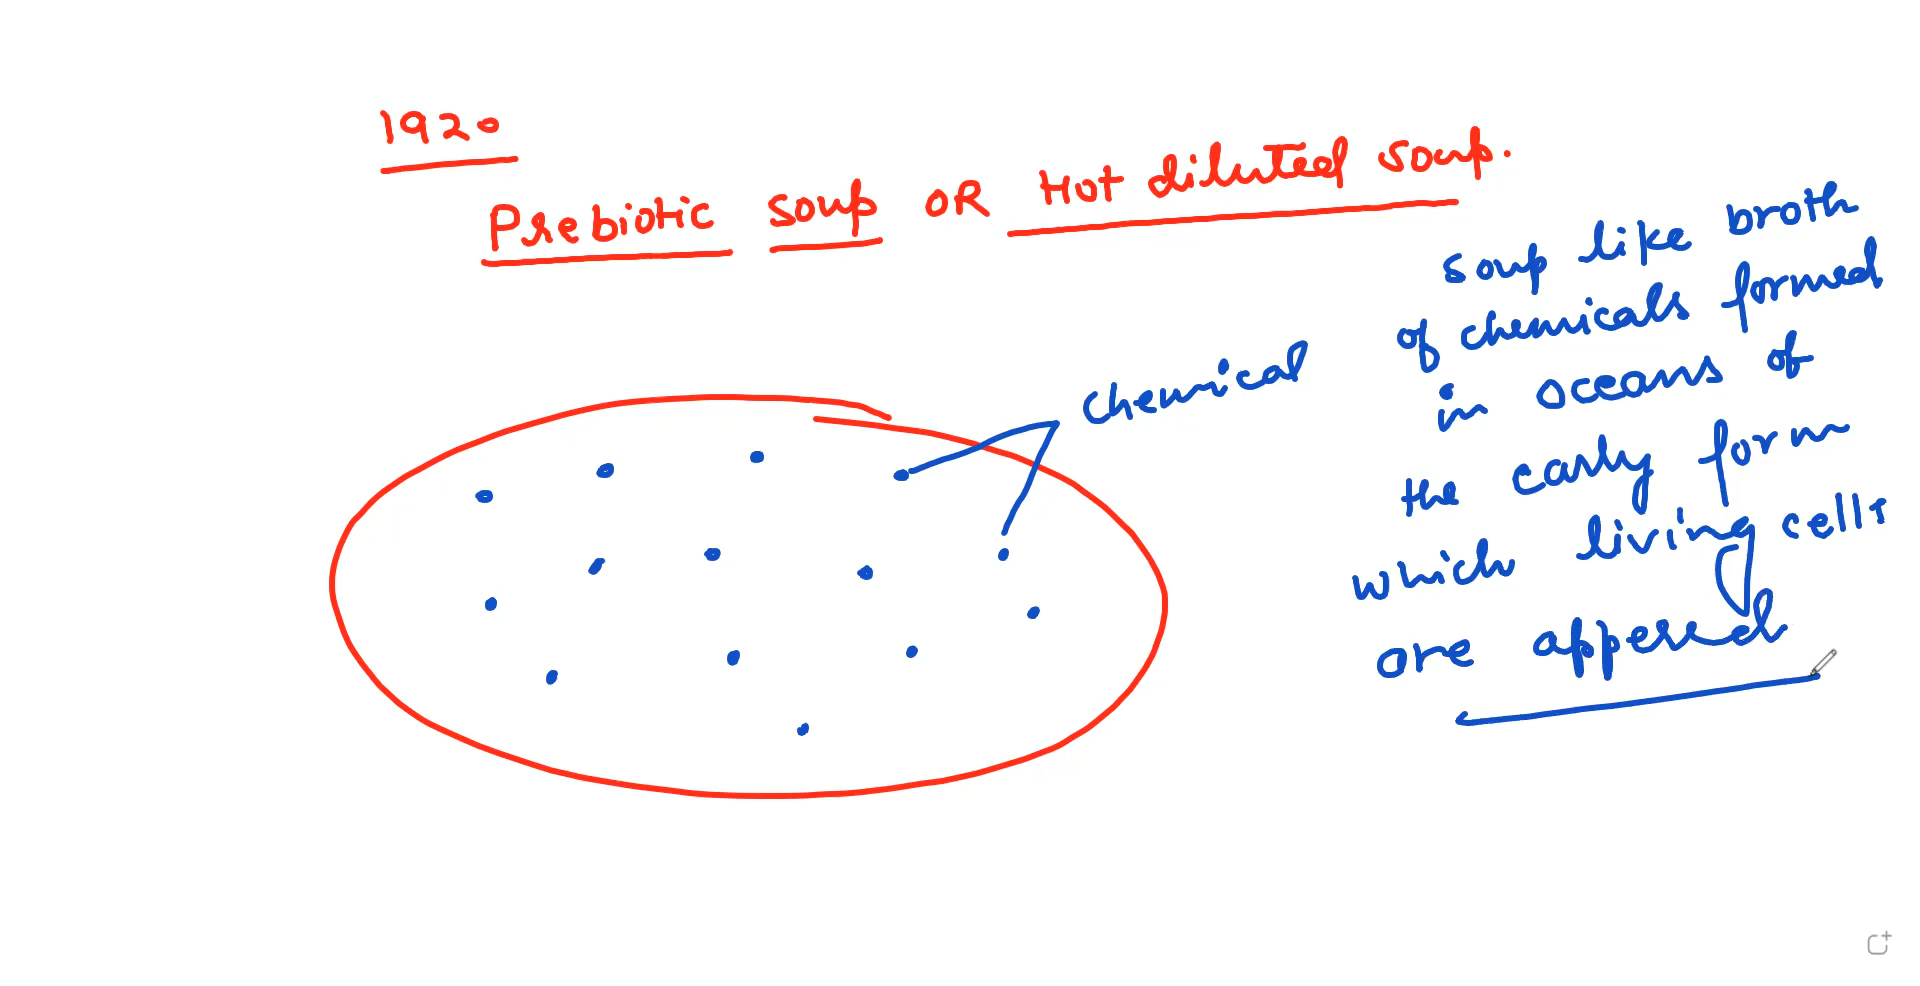 1920
Prebiotic soup OR Hot diluted soup.
chemical
soup like broth
of chemicals formed
in oceans of
the early form
which living cells
are appered